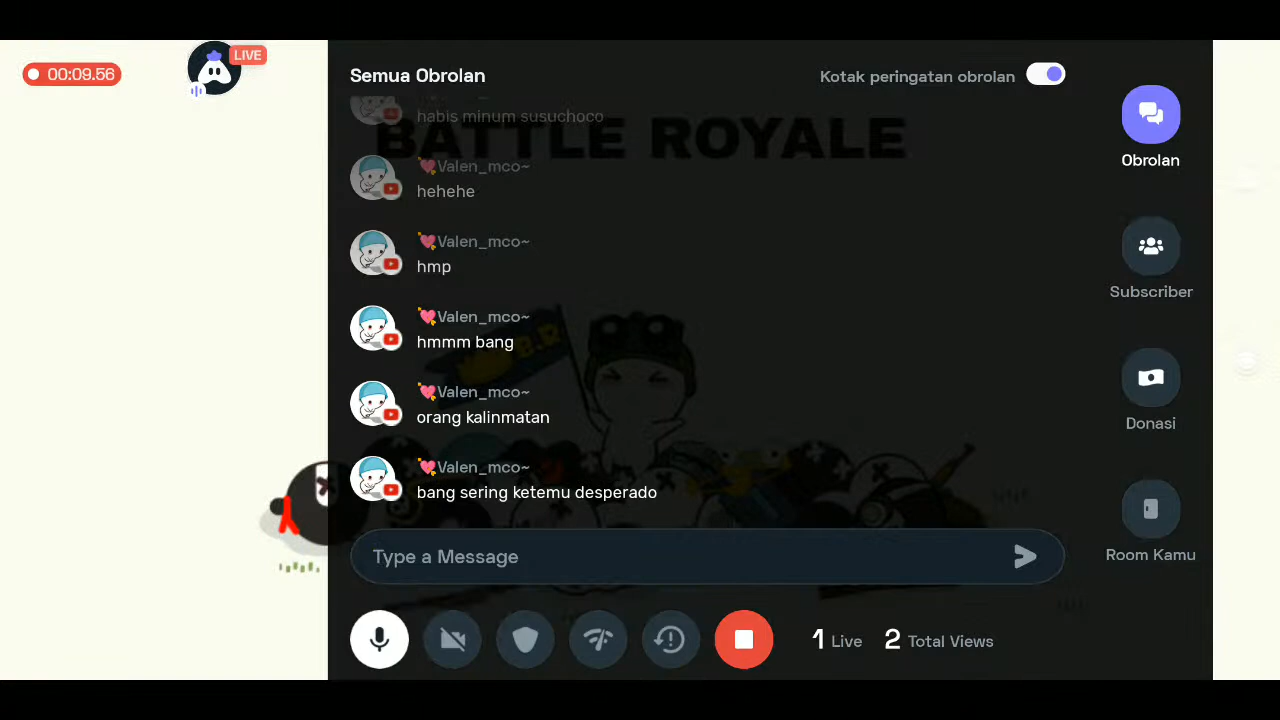 00:09.56
LIVE
Semua Obrolan
Kotak peringatan obrolan
habis minum susuchoco
BATTLE ROYALE
💘Valen_mco~
hehehe
💘Valen_mco~
hmp
💘Valen_mco~
hmmm bang
💘Valen_mco~
orang kalinmatan
💘Valen_mco~
bang sering ketemu desperado
B.R
Type a Message
1 Live 2 Total Views
Obrolan
Subscriber
Donasi
Room Kamu